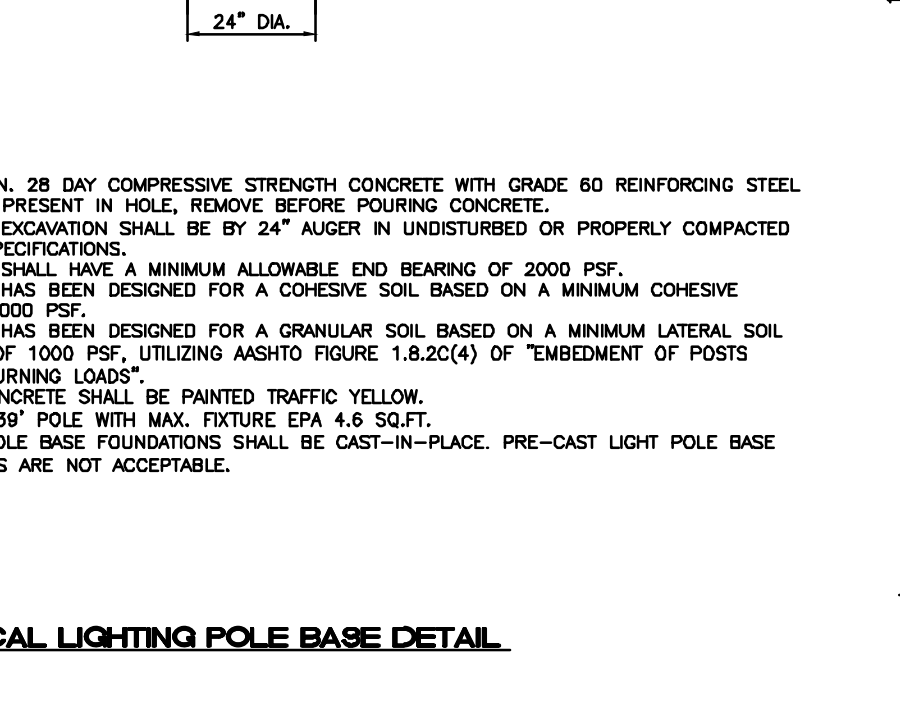 24" DIA.
N. 28 DAY COMPRESSIVE STRENGTH CONCRETE WITH GRADE 60 REINFORCING STEEL
PRESENT IN HOLE, REMOVE BEFORE POURING CONCRETE.
EXCAVATION SHALL BE BY 24" AUGER IN UNDISTURBED OR PROPERLY COMPACTED
PECIFICATIONS.
SHALL HAVE A MINIMUM ALLOWABLE END BEARING OF 2000 PSF.
HAS BEEN DESIGNED FOR A COHESIVE SOIL BASED ON A MINIMUM COHESIVE
000 PSF.
HAS BEEN DESIGNED FOR A GRANULAR SOIL BASED ON A MINIMUM LATERAL SOIL
OF 1000 PSF, UTILIZING AASHTO FIGURE 1.8.2C(4) OF "EMBEDMENT OF POSTS
URNING LOADS".
NCRETE SHALL BE PAINTED TRAFFIC YELLOW.
39' POLE WITH MAX. FIXTURE EPA 4.6 SQ.FT.
OLE BASE FOUNDATIONS SHALL BE CAST-IN-PLACE. PRE-CAST LIGHT POLE BASE
S ARE NOT ACCEPTABLE.
CAL LIGHTING POLE BASE DETAIL